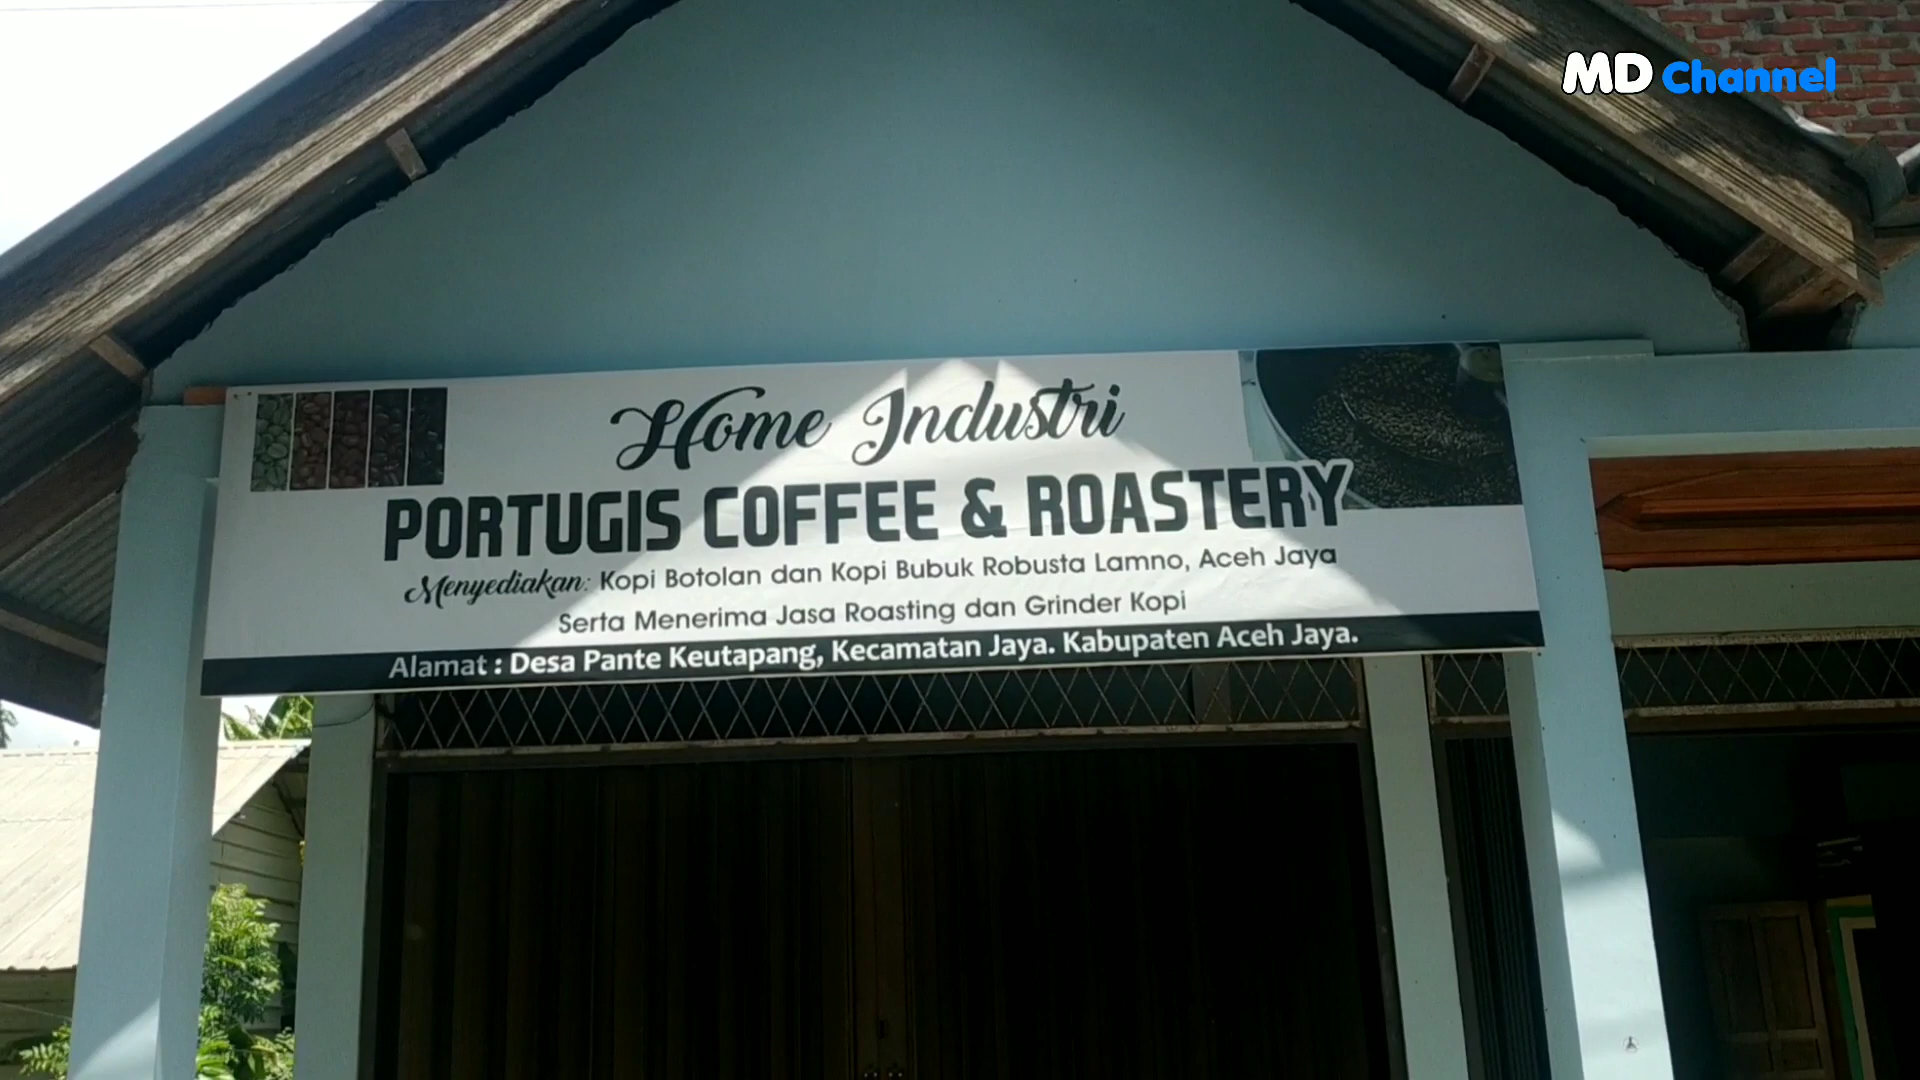 MD Channel
Home Industri
PORTUGIS COFFEE & ROASTERY
Menyediakan: Kopi Botolan dan Kopi Bubuk Robusta Lamno, Aceh Jaya
Serta Menerima Jasa Roasting dan Grinder Kopi
Alamat : Desa Pante Keutapang, Kecamatan Jaya. Kabupaten Aceh Jaya.